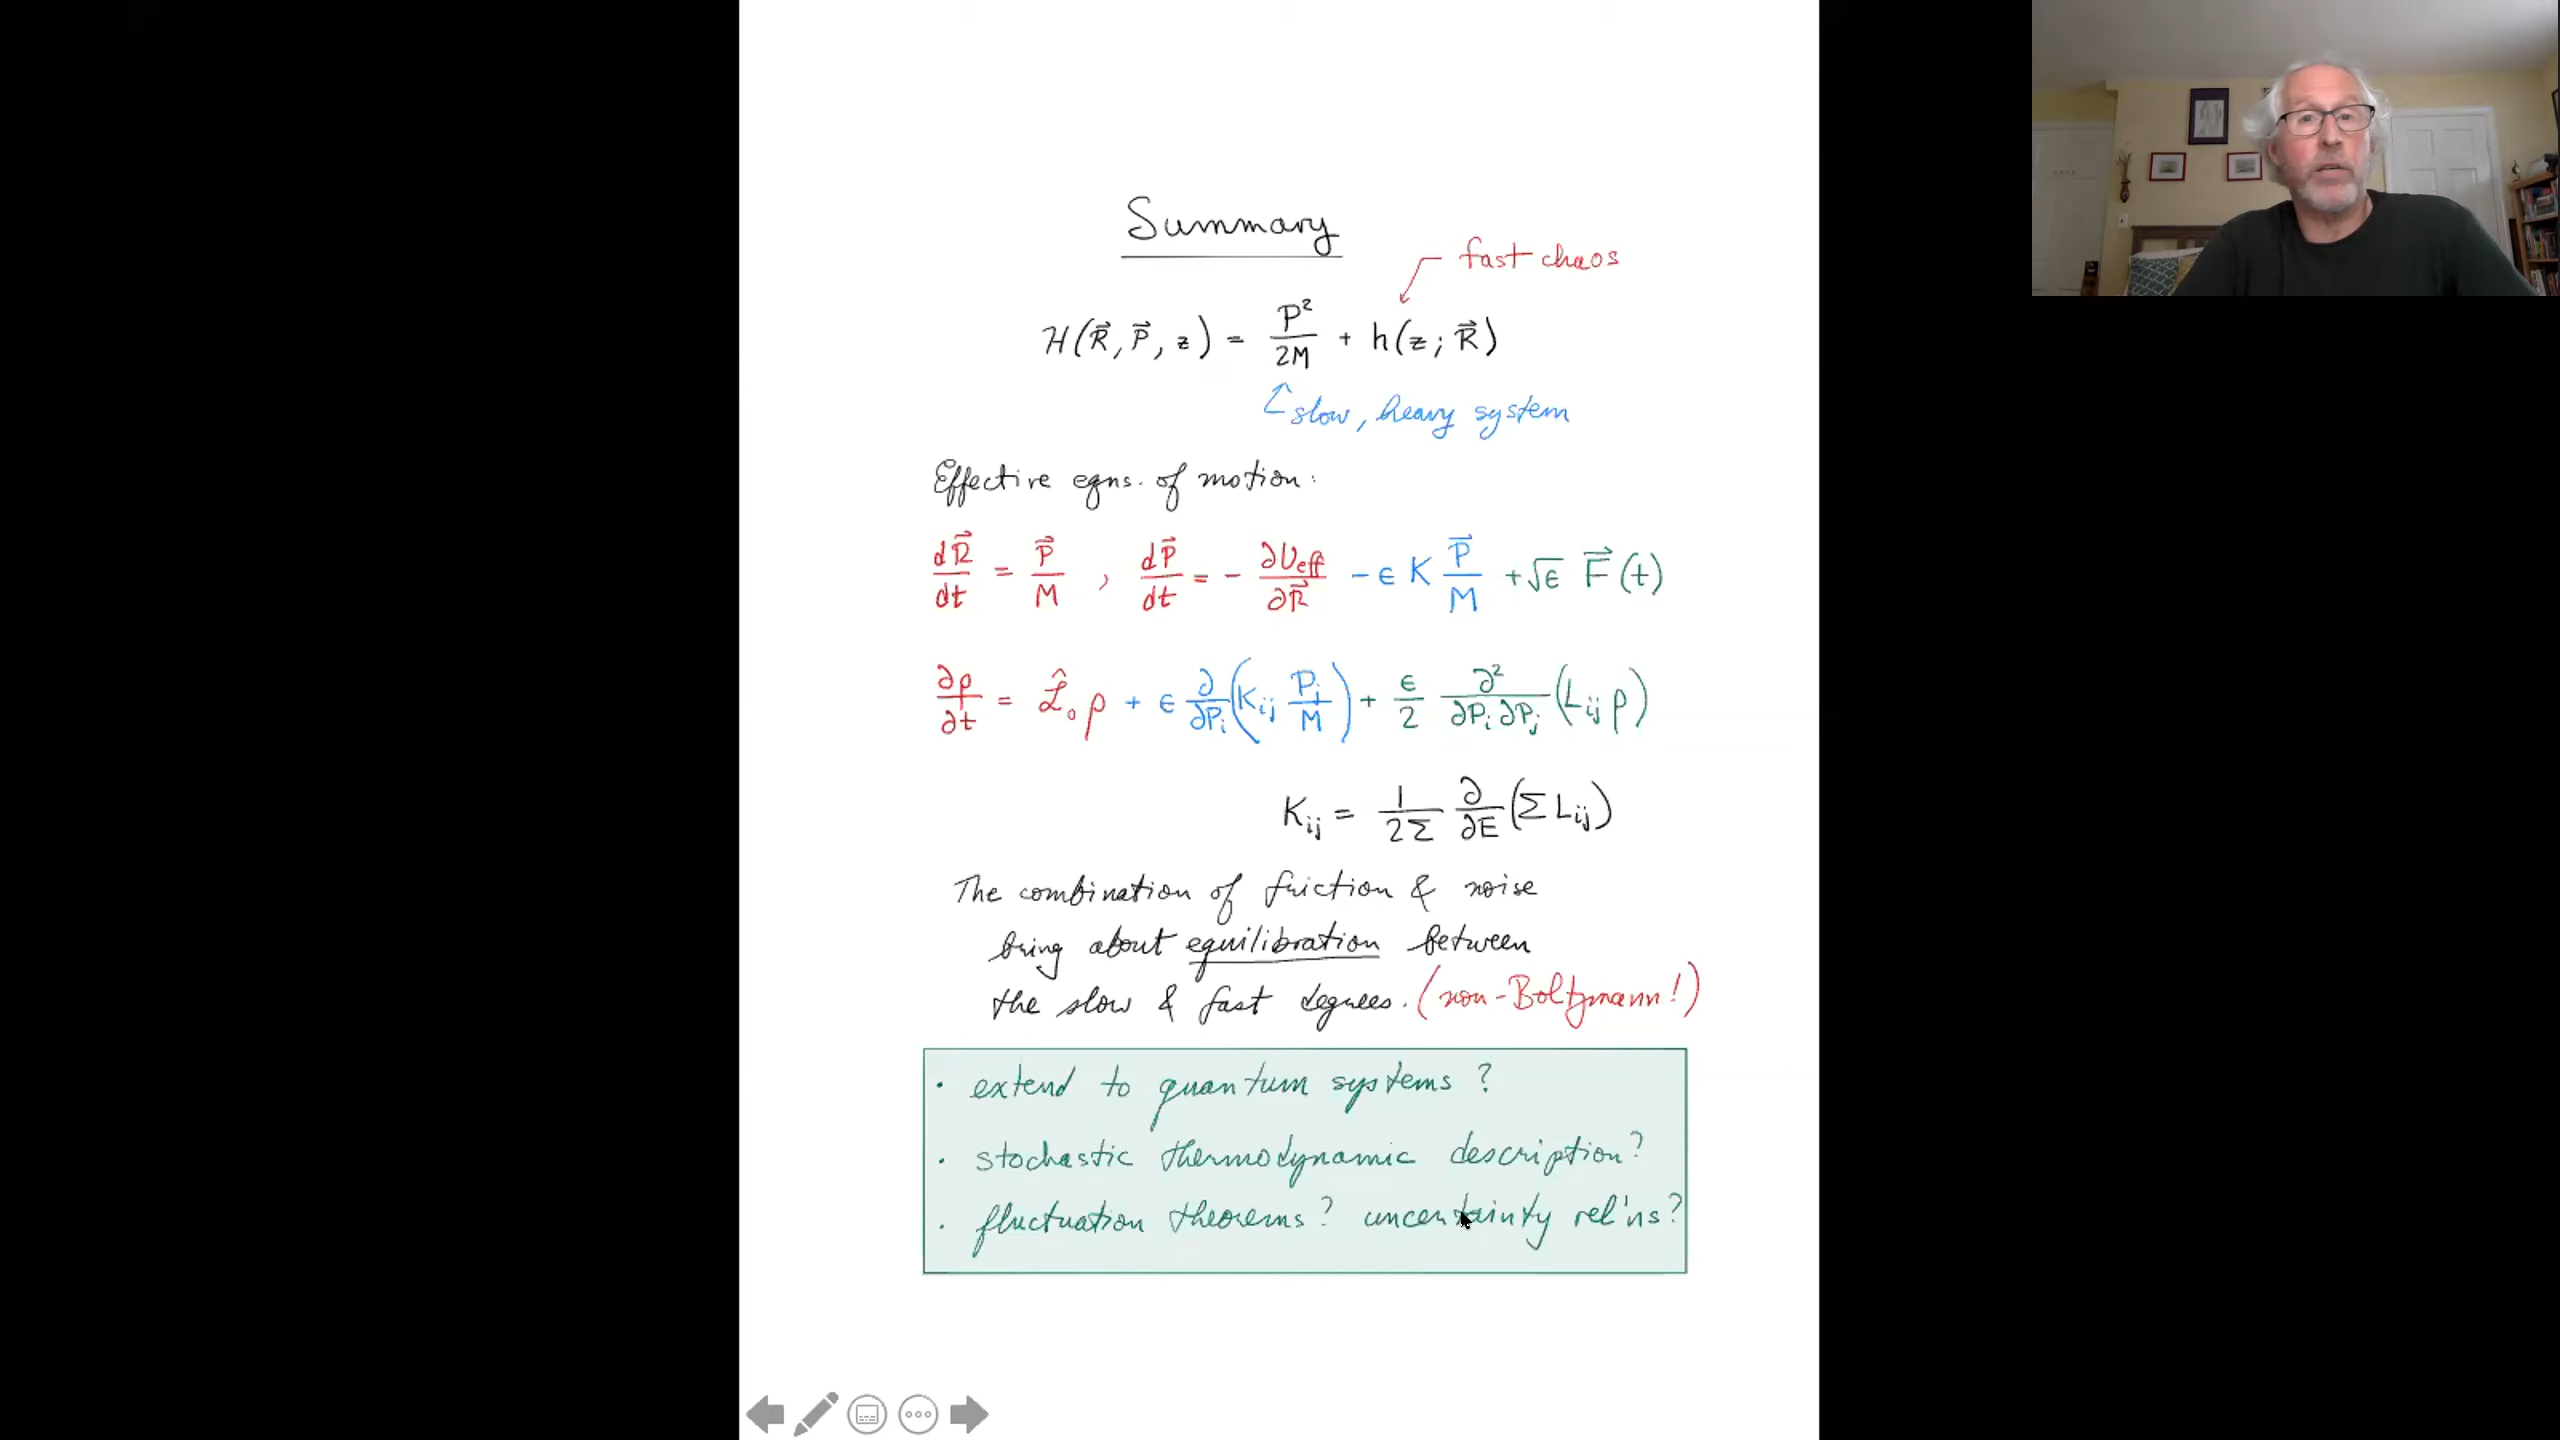 Summary
fast chaos
H(R⃗, P⃗, z) = P²/2M + h(z; R⃗)
slow, heavy system
Effective eqns. of motion:
dR⃗/dt = P⃗/M , dP⃗/dt = - ∂U_eff/∂R⃗ - ϵ K P⃗/M + √ϵ F⃗(t)
∂ρ/∂t = L̂₀ ρ + ϵ ∂/∂P_i (K_ij P_j/M) + ϵ/2 ∂²/∂P_i ∂P_j (L_ij ρ)
K_ij = 1/2Σ ∂/∂E (Σ L_ij)
The combination of friction & noise
bring about equilibration between
the slow & fast degrees. (non-Boltzmann!)
• extend to quantum systems ?
• stochastic thermodynamic description?
• fluctuation theorems? uncertainty rel'ns?